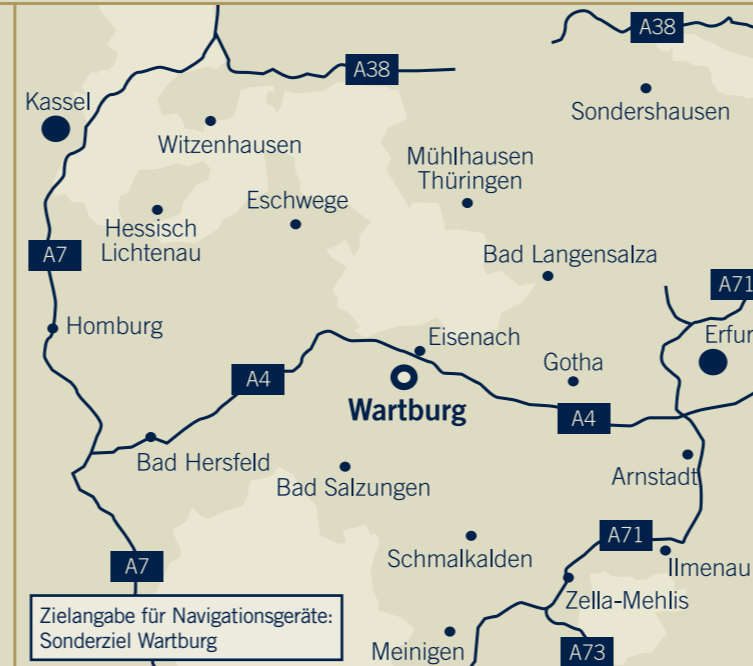 A38
A38
Kassel
Sondershausen
Witzenhausen
Mühlhausen
Thüringen
Eschwege
Hessisch
Lichtenau
A7
Bad Langensalza
A71
Homburg
Eisenach
Erfur
Gotha
A4
Wartburg
A4
Bad Hersfeld
Bad Salzungen
Arnstadt
A71
Schmalkalden
Ilmenau
A7
Zella-Mehlis
Zielangabe für Navigationsgeräte:
Sonderziel Wartburg
Meinigen
A73